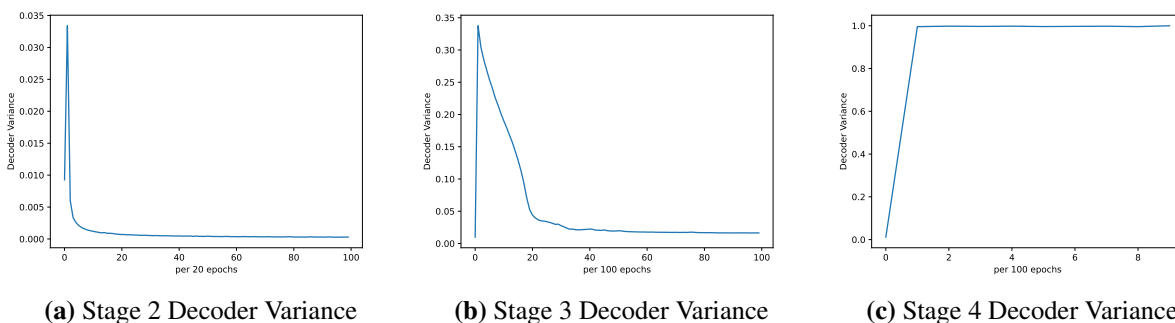 0.035
0.030
0.025
0.020
0.015
0.010
0.005
0.000
Decoder Variance
0 20 40 60 80 100
per 20 epochs
(a) Stage 2 Decoder Variance
0.35
0.30
0.25
0.20
0.15
0.10
0.05
0.00
Decoder Variance
0 20 40 60 80 100
per 100 epochs
(b) Stage 3 Decoder Variance
1.0
0.8
0.6
0.4
0.2
0.0
Decoder Variance
0 2 4 6 8
per 100 epochs
(c) Stage 4 Decoder Variance